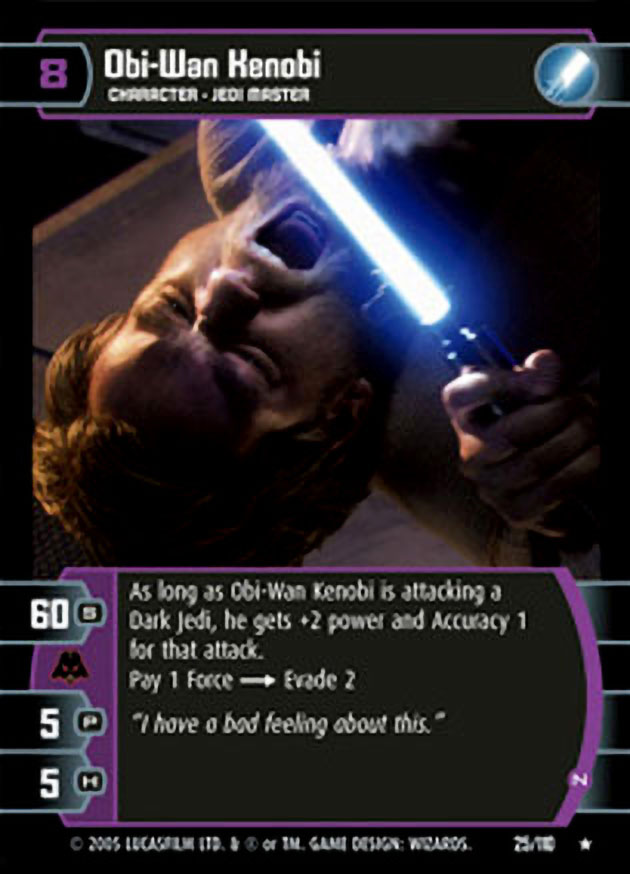 8
Obi-Wan Kenobi
CHARACTER - JEDI MASTER
60 S
As long as Obi-Wan Kenobi is attacking a
Dark Jedi, he gets +2 power and Accuracy 1
for that attack.
Pay 1 Force → Evade 2
5 P
"I have a bad feeling about this."
5 H
N
© 2005 LUCASFILM LTD. & ® or TM. GAME DESIGN: WIZARDS. 25/110 ★